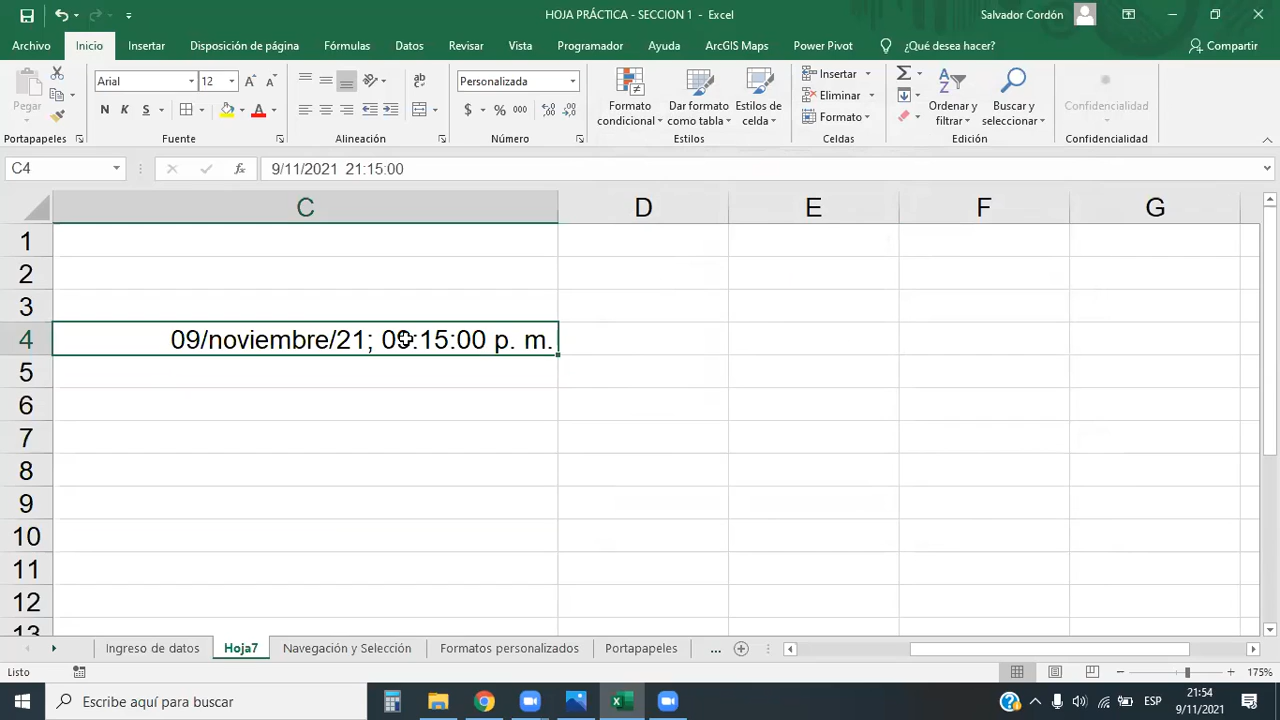 HOJA PRÁCTICA - SECCION 1 - Excel
Salvador Cordón
Archivo Inicio Insertar Disposición de página Fórmulas Datos Revisar Vista Programador Ayuda ArcGIS Maps Power Pivot ¿Qué desea hacer? Compartir
Pegar
Arial 12
N K S
ab
Personalizada
$ % 000
Formato condicional
Dar formato como tabla
Estilos de celda
Insertar
Eliminar
Formato
Ordenar y filtrar
Buscar y seleccionar
Confidencialidad
Portapapeles Fuente Alineación Número Estilos Celdas Edición Confidencialidad
C4 fx 9/11/2021 21:15:00
C D E F G
1
2
3
4 09/noviembre/21; 09:15:00 p. m.
5
6
7
8
9
10
11
12
13
Ingreso de datos Hoja7 Navegación y Selección Formatos personalizados Portapapeles ...
Listo 175%
Escribe aquí para buscar ESP 21:54
9/11/2021